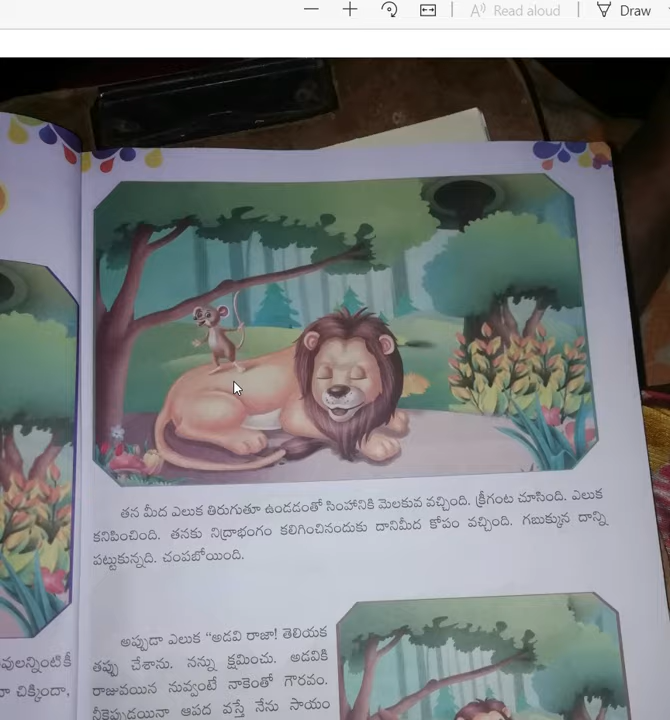 Read aloud
Draw
తన మీద ఎలుక తిరుగుతూ ఉండడంతో సింహానికి మెలకువ వచ్చింది. క్రీగంట చూసింది. ఎలుక
కనిపించింది. తనకు నిద్రాభంగం కలిగించినందుకు దానిమీద కోపం వచ్చింది. గబుక్కున దాన్ని
పట్టుకున్నది. చంపబోయింది.
వులన్నింటికీ
చిక్కిందా,
అప్పుడా ఎలుక “అడవి రాజా! తెలియక
తప్పు చేశాను. నన్ను క్షమించు. అడవికి
రాజువయిన నువ్వంటే నాకెంతో గౌరవం.
నీకెప్పుడయినా ఆపద వస్తే నేను సాయం